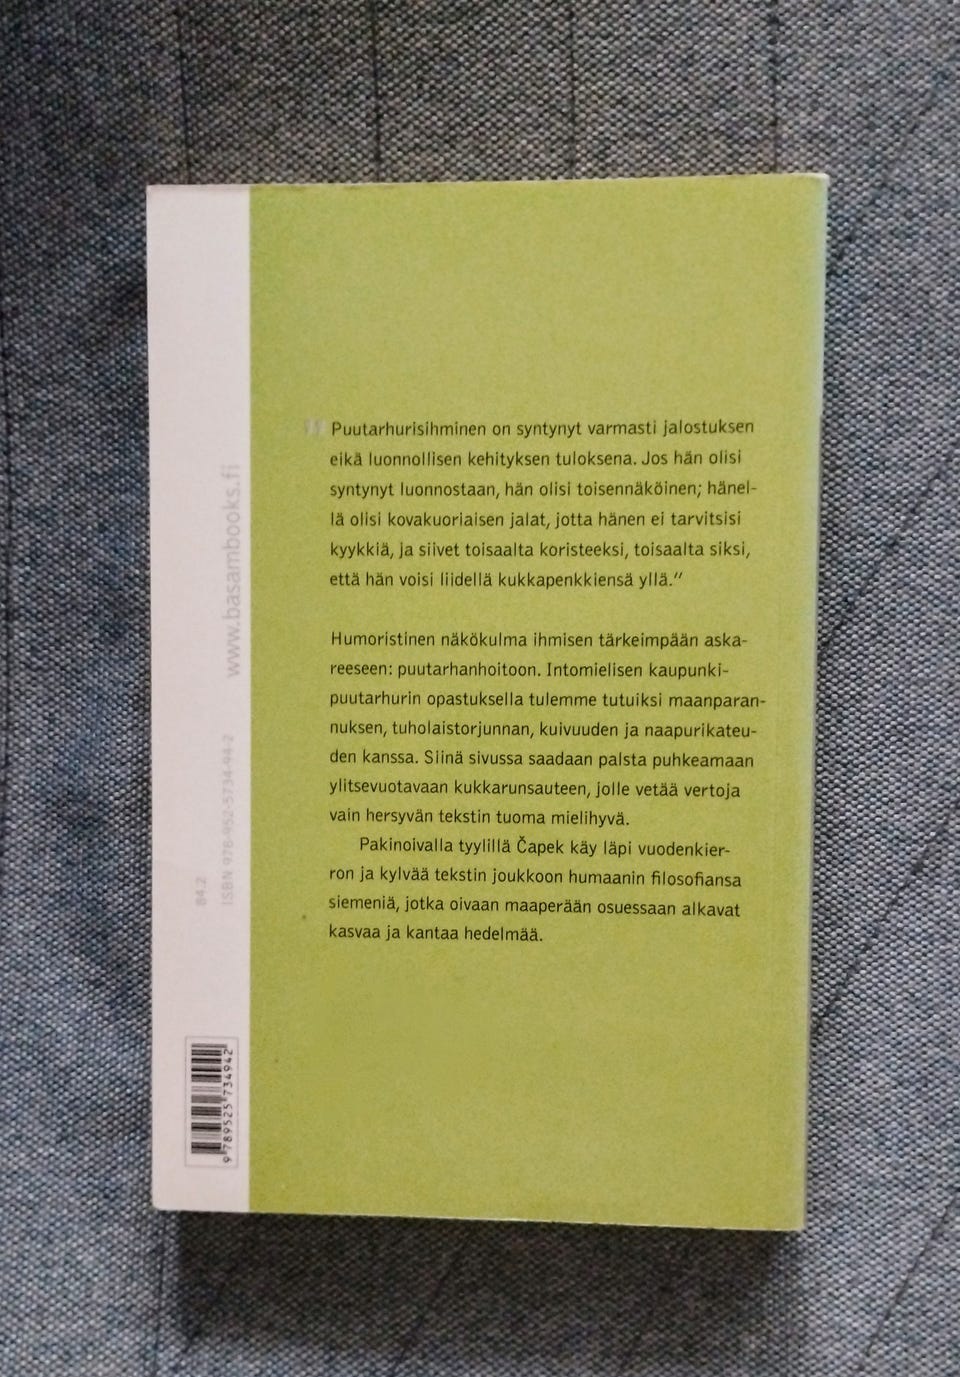 "Puutarhurisihminen on syntynyt varmasti jalostuksen
eikä luonnollisen kehityksen tuloksena. Jos hän olisi
syntynyt luonnostaan, hän olisi toisennäköinen; hänel-
lä olisi kovakuoriaisen jalat, jotta hänen ei tarvitsisi
kyykkiä, ja siivet toisaalta koristeeksi, toisaalta siksi,
että hän voisi liidellä kukkapenkkiensä yllä."
Humoristinen näkökulma ihmisen tärkeimpään aska-
reeseen: puutarhanhoitoon. Intomielisen kaupunki-
puutarhurin opastuksella tulemme tutuiksi maanparan-
nuksen, tuholaistorjunnan, kuivuuden ja naapurikateu-
den kanssa. Siinä sivussa saadaan palsta puhkeamaan
ylitsevuotavaan kukkarunsauteen, jolle vetää vertoja
vain hersyvän tekstin tuoma mielihyvä.
Pakinoivalla tyylillä Čapek käy läpi vuodenkier-
ron ja kylvää tekstin joukkoon humaanin filosofiansa
siemeniä, jotka oivaan maaperään osuessaan alkavat
kasvaa ja kantaa hedelmää.
www.basambooks.fi
84.2
ISBN 978-952-5734-94-2
9 789525 734942